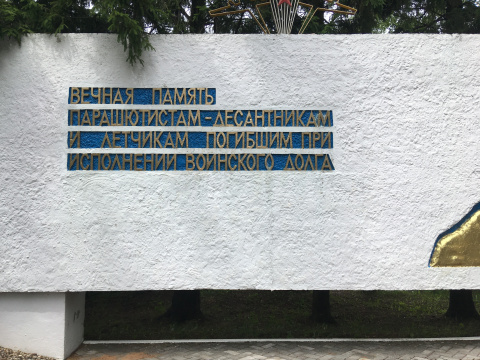 ВЕЧНАЯ ПАМЯТЬ
ПАРАШЮТИСТАМ-ДЕСАНТНИКАМ
И ЛЕТЧИКАМ ПОГИБШИМ ПРИ
ИСПОЛНЕНИИ ВОИНСКОГО ДОЛГА